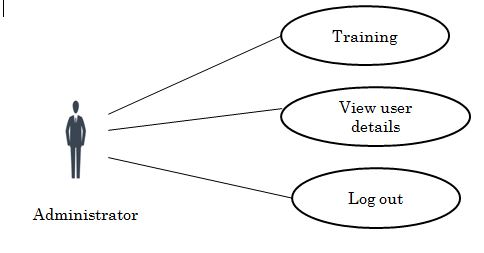 Training
View user
details
Log out
Administrator